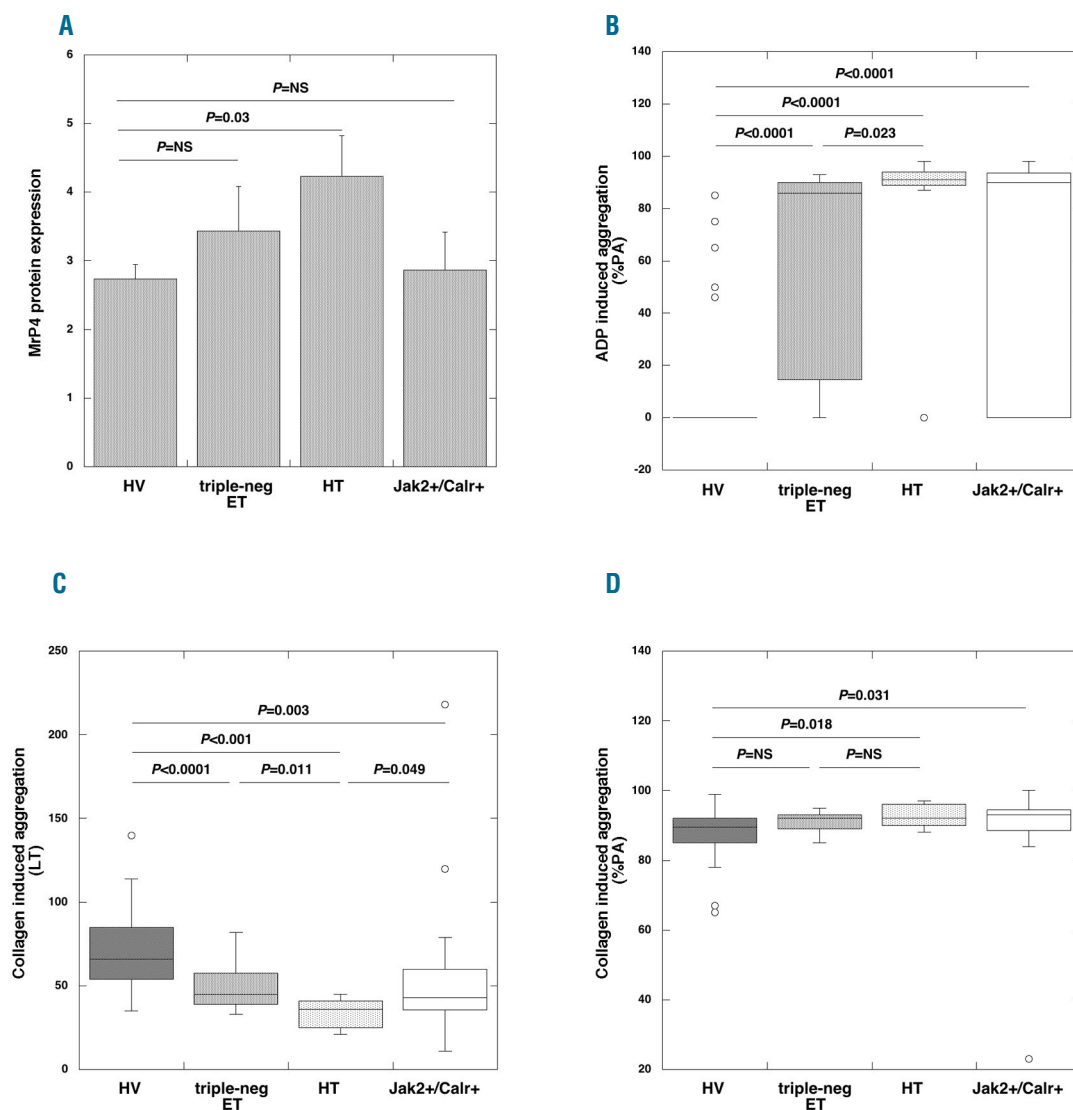 A
6
5
4
3
2
1
0
MrP4 protein expression
P=NS
P=0.03
P=NS
HV
triple-neg
ET
HT
Jak2+/Calr+
B
140
120
100
80
60
40
20
0
-20
ADP induced aggregation
(%PA)
P<0.0001
P<0.0001
P<0.0001
P=0.023
HV
triple-neg
ET
HT
Jak2+/Calr+
C
250
200
150
100
50
0
Collagen induced aggregation
(LT)
P=0.003
P<0.001
P<0.0001
P=0.011
P=0.049
HV
triple-neg
ET
HT
Jak2+/Calr+
D
140
120
100
80
60
40
20
Collagen induced aggregation
(%PA)
P=0.031
P=0.018
P=NS
P=NS
HV
triple-neg
ET
HT
Jak2+/Calr+